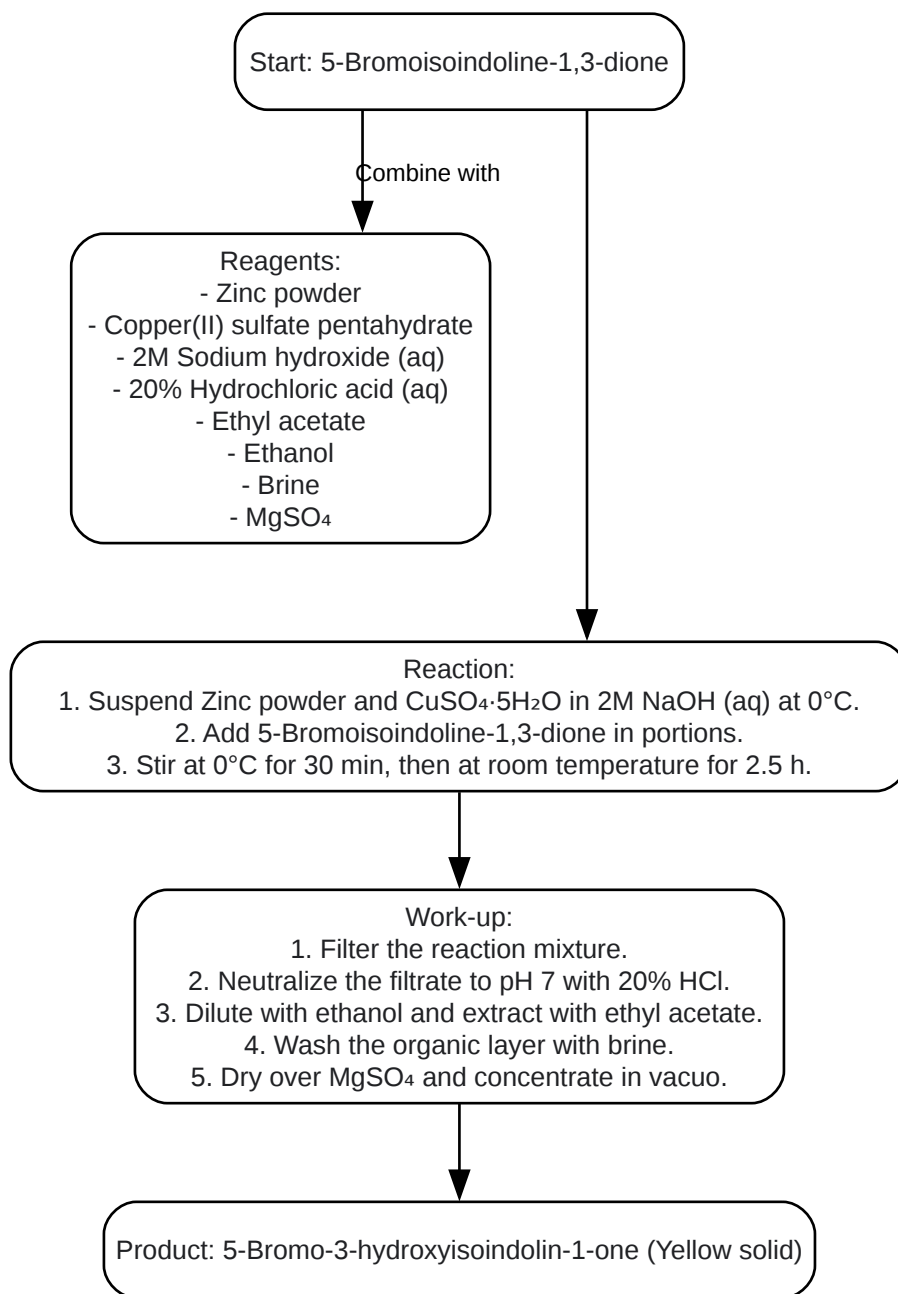 Start: 5-Bromoisoindoline-1,3-dione
Combine with
Reagents:
- Zinc powder
- Copper(II) sulfate pentahydrate
- 2M Sodium hydroxide (aq)
- 20% Hydrochloric acid (aq)
- Ethyl acetate
- Ethanol
- Brine
- MgSO₄
Reaction:
1. Suspend Zinc powder and CuSO₄·5H₂O in 2M NaOH (aq) at 0°C.
2. Add 5-Bromoisoindoline-1,3-dione in portions.
3. Stir at 0°C for 30 min, then at room temperature for 2.5 h.
Work-up:
1. Filter the reaction mixture.
2. Neutralize the filtrate to pH 7 with 20% HCl.
3. Dilute with ethanol and extract with ethyl acetate.
4. Wash the organic layer with brine.
5. Dry over MgSO₄ and concentrate in vacuo.
Product: 5-Bromo-3-hydroxyisoindolin-1-one (Yellow solid)